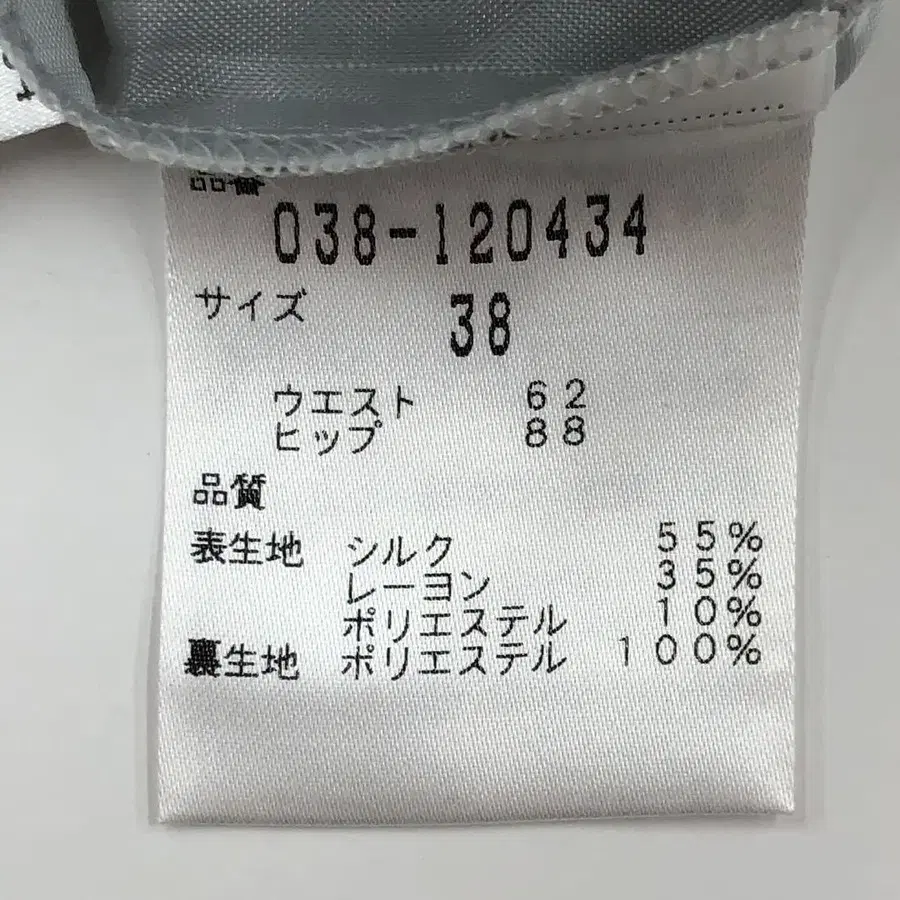 品番
038-120434
サイズ 38
ウエスト 62
ヒップ 88
品質
表生地 シルク 55%
レーヨン 35%
ポリエステル 10%
裏生地 ポリエステル 100%